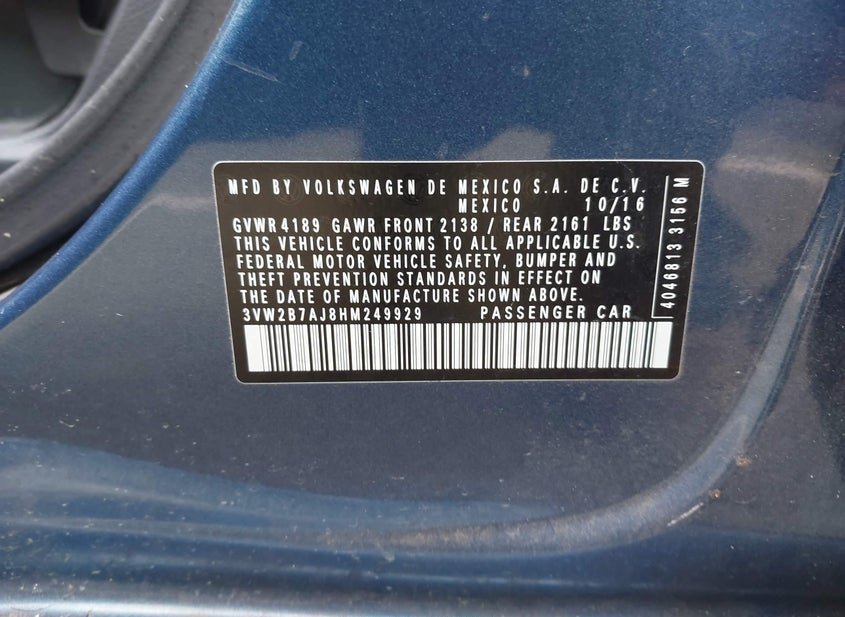 MFD BY VOLKSWAGEN DE MEXICO S.A. DE C.V.
MEXICO 10/16
GVWR 4189 GAWR FRONT 2138 / REAR 2161 LBS
THIS VEHICLE CONFORMS TO ALL APPLICABLE U.S.
FEDERAL MOTOR VEHICLE SAFETY, BUMPER AND
THEFT PREVENTION STANDARDS IN EFFECT ON
THE DATE OF MANUFACTURE SHOWN ABOVE.
3VW2B7AJ8HM249929 PASSENGER CAR
4046813 3156 M